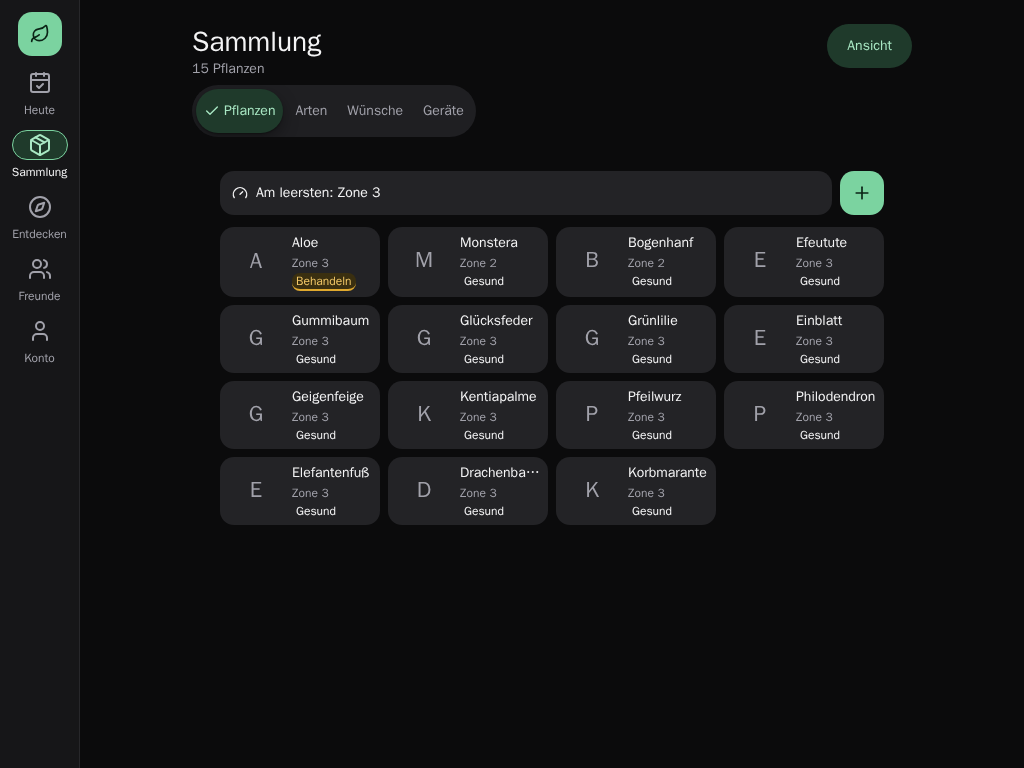 Sammlung
15 Pflanzen
Ansicht
Heute
Sammlung
Entdecken
Freunde
Konto
Pflanzen
Arten
Wünsche
Geräte
Am leersten: Zone 3
A
Aloe
Zone 3
Behandeln
M
Monstera
Zone 2
Gesund
B
Bogenhanf
Zone 2
Gesund
E
Efeutute
Zone 3
Gesund
G
Gummibaum
Zone 3
Gesund
G
Glücksfeder
Zone 3
Gesund
G
Grünlilie
Zone 3
Gesund
E
Einblatt
Zone 3
Gesund
G
Geigenfeige
Zone 3
Gesund
K
Kentiapalme
Zone 3
Gesund
P
Pfeilwurz
Zone 3
Gesund
P
Philodendron
Zone 3
Gesund
E
Elefantenfuß
Zone 3
Gesund
D
Drachenba…
Zone 3
Gesund
K
Korbmarante
Zone 3
Gesund